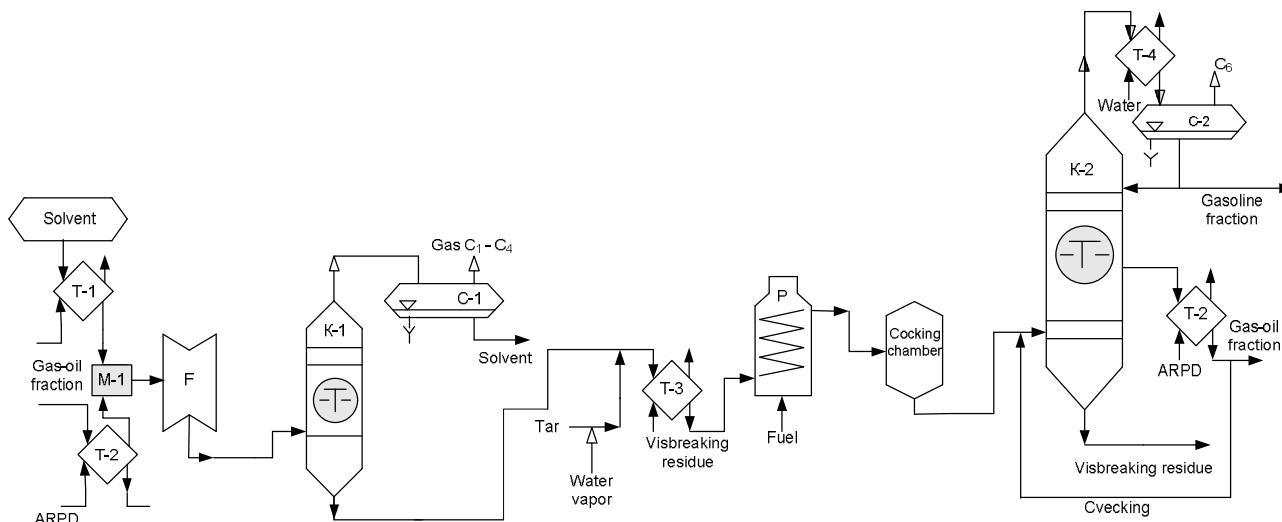 Solvent
T-1
Gas-oil
fraction
M-1
T-2
ARPD
F
K-1
Gas C₁ - C₄
C-1
Solvent
Tar
Water
vapor
T-3
Visbreaking
residue
P
Fuel
Cocking
chamber
K-2
T-4
Water
C₆
C-2
Gasoline
fraction
T-2
ARPD
Gas-oil
fraction
Visbreaking residue
Cvecking